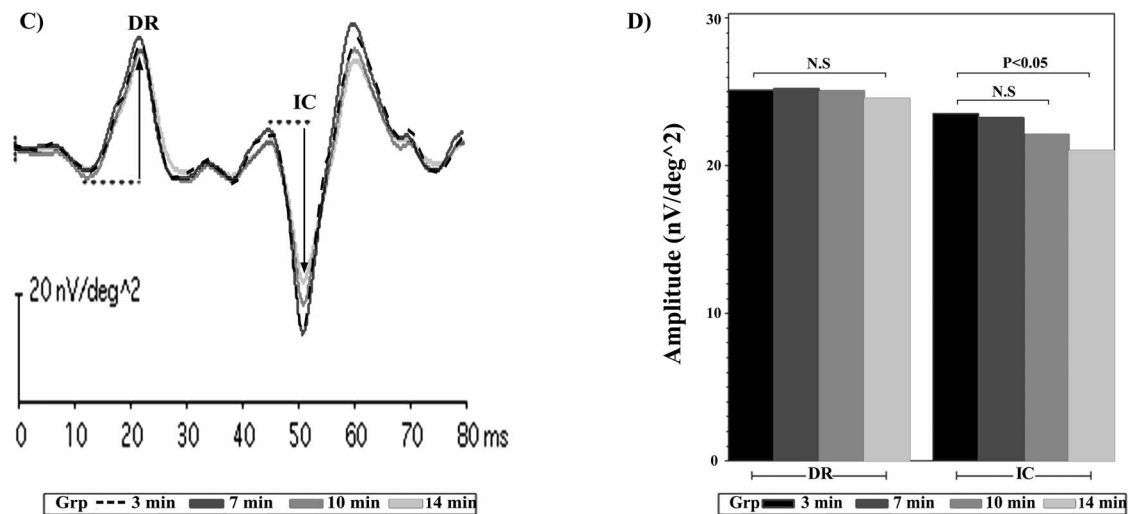 C)
DR
IC
20 nV/deg^2
0 10 20 30 40 50 60 70 80 ms
Grp 3 min 7 min 10 min 14 min
D)
Amplitude (nV/deg^2)
30
20
10
0
N.S
P<0.05
N.S
DR IC
Grp 3 min 7 min 10 min 14 min